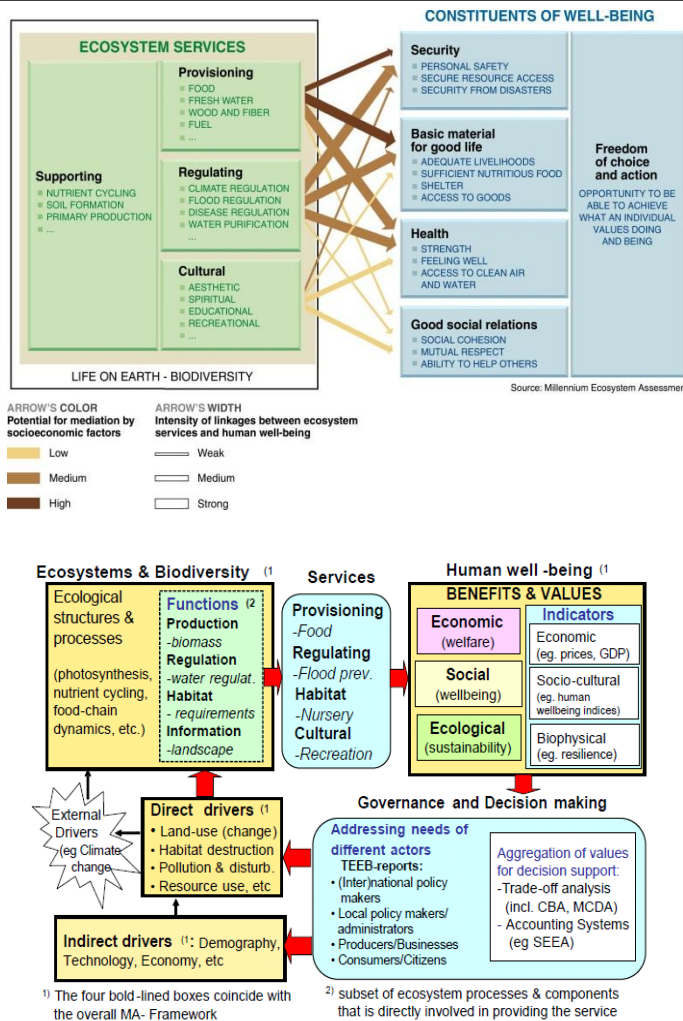 CONSTITUENTS OF WELL-BEING
ECOSYSTEM SERVICES
Supporting
■ NUTRIENT CYCLING
■ SOIL FORMATION
■ PRIMARY PRODUCTION
■ ...
Provisioning
■ FOOD
■ FRESH WATER
■ WOOD AND FIBER
■ FUEL
■ ...
Regulating
■ CLIMATE REGULATION
■ FLOOD REGULATION
■ DISEASE REGULATION
■ WATER PURIFICATION
...
Cultural
■ AESTHETIC
■ SPIRITUAL
■ EDUCATIONAL
■ RECREATIONAL
■ ...
LIFE ON EARTH - BIODIVERSITY
Security
■ PERSONAL SAFETY
■ SECURE RESOURCE ACCESS
■ SECURITY FROM DISASTERS
Basic material
for good life
■ ADEQUATE LIVELIHOODS
■ SUFFICIENT NUTRITIOUS FOOD
■ SHELTER
■ ACCESS TO GOODS
Health
■ STRENGTH
■ FEELING WELL
■ ACCESS TO CLEAN AIR
AND WATER
Good social relations
■ SOCIAL COHESION
■ MUTUAL RESPECT
■ ABILITY TO HELP OTHERS
Freedom
of choice
and action
OPPORTUNITY TO BE
ABLE TO ACHIEVE
WHAT AN INDIVIDUAL
VALUES DOING
AND BEING
Source: Millennium Ecosystem Assessmen
ARROW'S COLOR
Potential for mediation by
socioeconomic factors
Low
Medium
High
ARROW'S WIDTH
Intensity of linkages between ecosystem
services and human well-being
Weak
Medium
Strong
Ecosystems & Biodiversity (1
Ecological
structures &
processes
(photosynthesis,
nutrient cycling,
food-chain
dynamics, etc.)
Functions (2
Production
-biomass
Regulation
-water regulat.
Habitat
- requirements
Information
-landscape
Services
Provisioning
-Food
Regulating
-Flood prev.
Habitat
-Nursery
Cultural
-Recreation
Human well -being (1
BENEFITS & VALUES
Economic
(welfare)
Social
(wellbeing)
Ecological
(sustainability)
Indicators
Economic
(eg. prices, GDP)
Socio-cultural
(eg. human
wellbeing indices)
Biophysical
(eg. resilience)
External
Drivers
(eg Climate
change
Direct drivers (1
• Land-use (change)
• Habitat destruction
• Pollution & disturb.
• Resource use, etc
Indirect drivers (1: Demography,
Technology, Economy, etc
Governance and Decision making
Addressing needs of
different actors
TEEB-reports:
• (Inter)national policy
makers
• Local policy makers/
administrators
• Producers/Businesses
• Consumers/Citizens
Aggregation of values
for decision support:
-Trade-off analysis
(incl. CBA, MCDA)
- Accounting Systems
(eg SEEA)
1) The four bold-lined boxes coincide with
the overall MA- Framework
2) subset of ecosystem processes & components
that is directly involved in providing the service